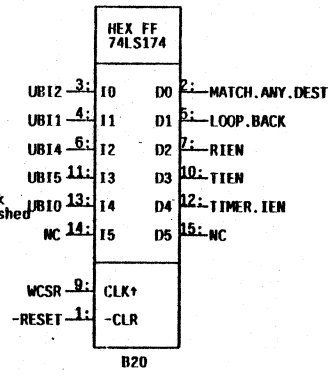 HEX FF
74LS174
UBI2 3: I0 D0 2: MATCH.ANY.DEST
UBI1 4: I1 D1 5: LOOP.BACK
UBI4 6: I2 D2 7: RIEN
UBI5 11: I3 D3 10: TIEN
UBI0 13: I4 D4 12: TIMER.IEN
shed
NC 14: I5 D5 15: NC
WCSR 9: CLK↑
-RESET 1: -CLR
B20